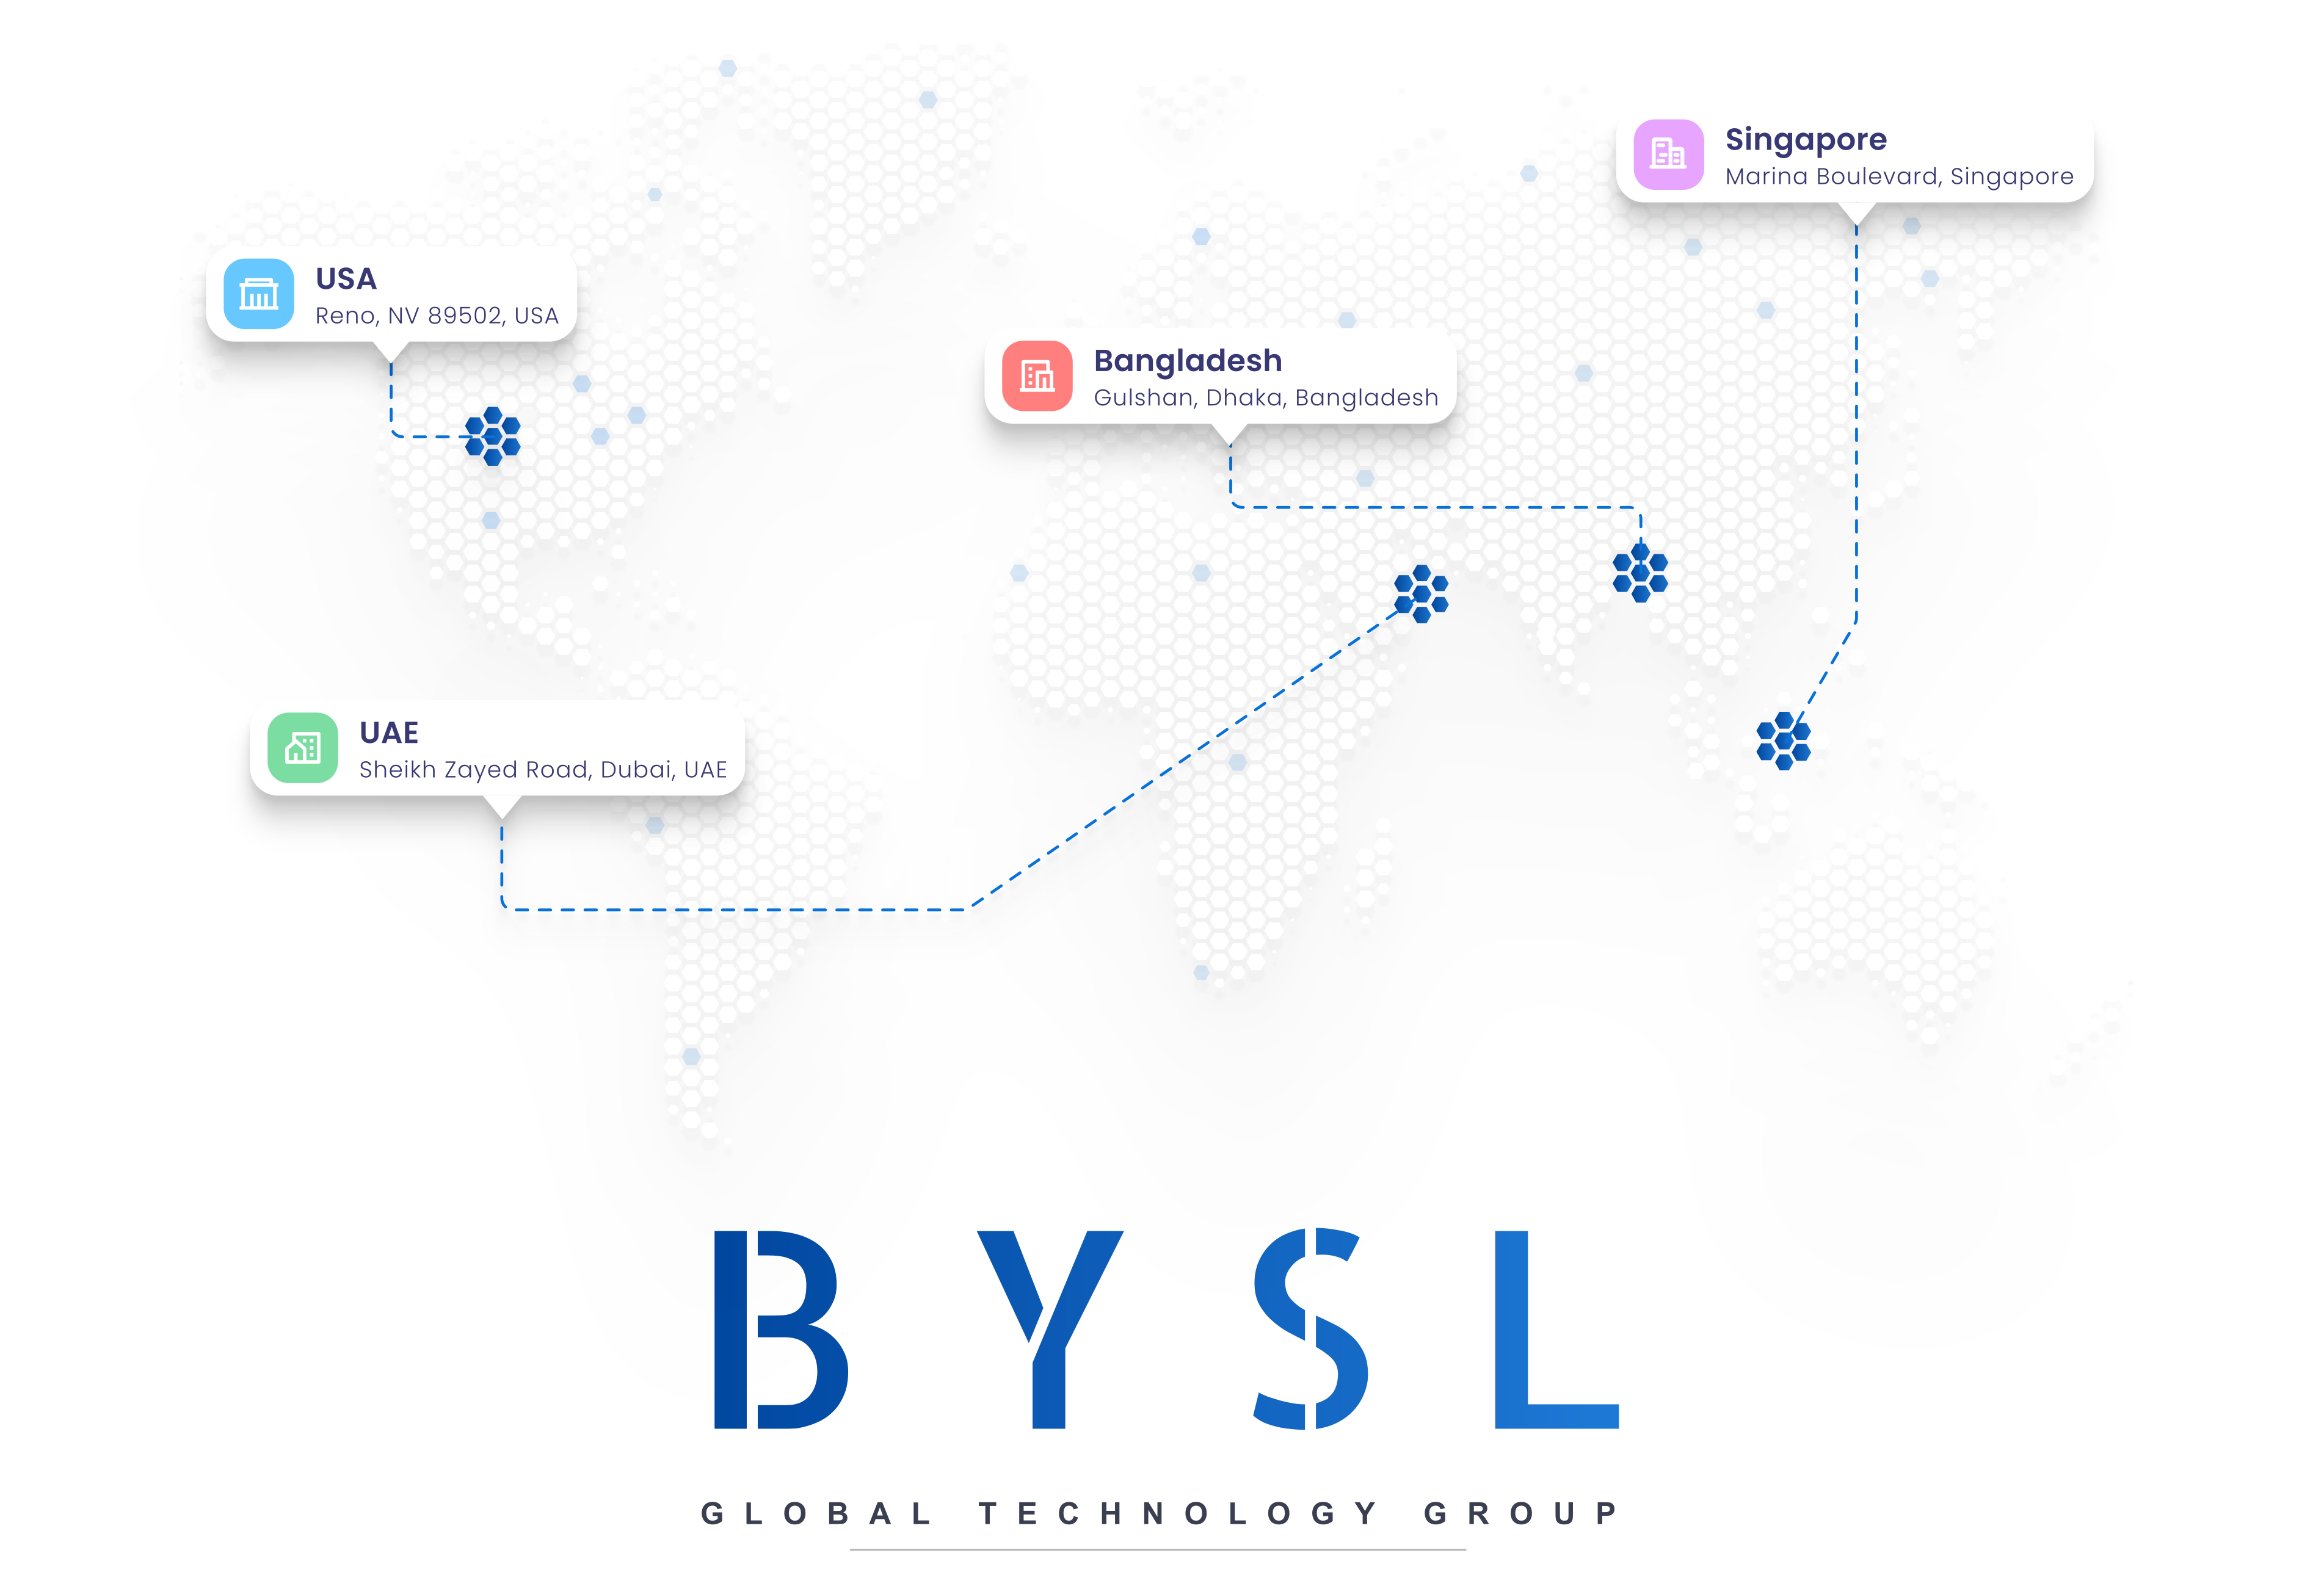 Singapore
Marina Boulevard, Singapore
USA
Reno, NV 89502, USA
Bangladesh
Gulshan, Dhaka, Bangladesh
UAE
Sheikh Zayed Road, Dubai, UAE
BYSL
GLOBAL TECHNOLOGY GROUP